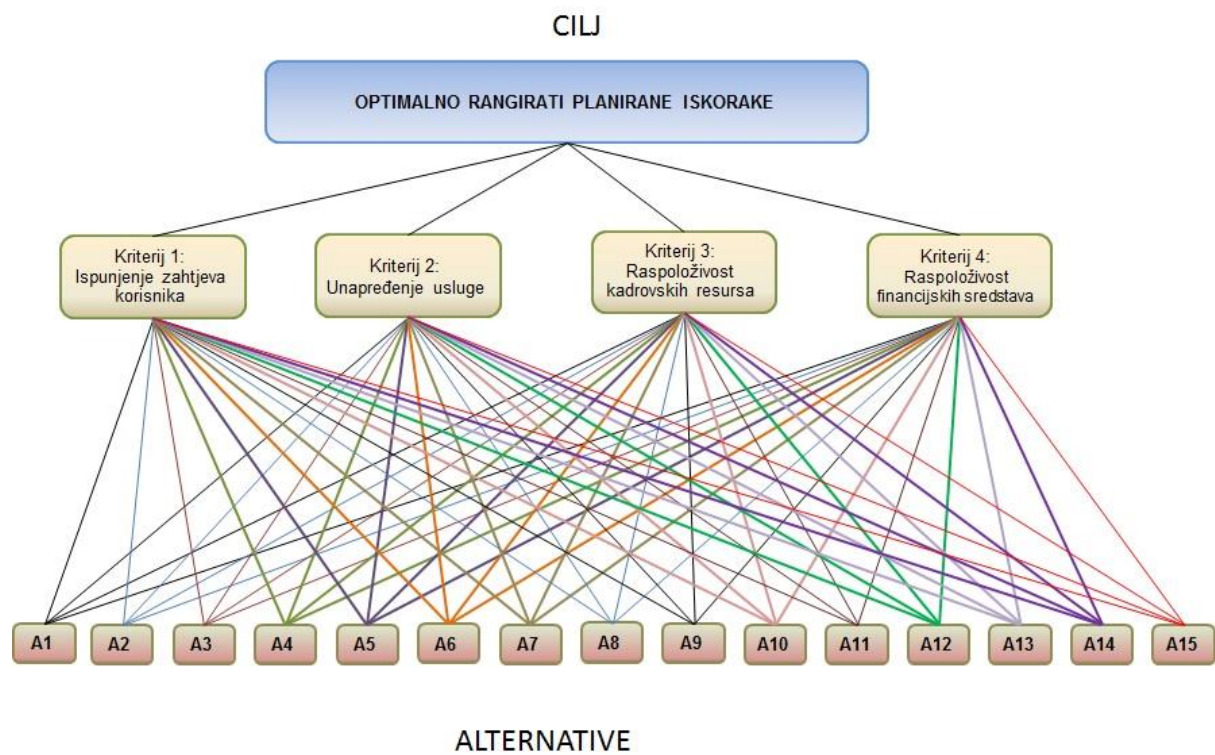 CILJ
OPTIMALNO RANGIRATI PLANIRANE ISKORAKE
Kriterij 1:
Ispunjenje zahtjeva
korisnika
Kriterij 2:
Unapređenje usluge
Kriterij 3:
Raspoloživost
kadrovskih resursa
Kriterij 4:
Raspoloživost
financijskih sredstava
A1 A2 A3 A4 A5 A6 A7 A8 A9 A10 A11 A12 A13 A14 A15
ALTERNATIVE